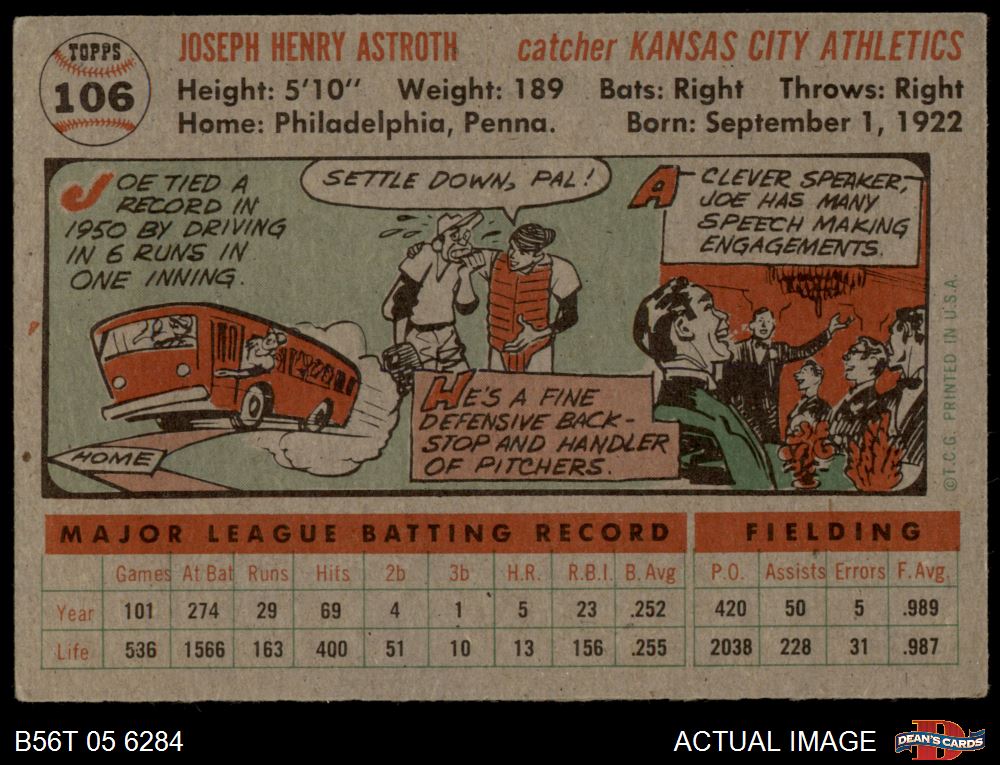 TOPPS
106
JOSEPH HENRY ASTROTH catcher KANSAS CITY ATHLETICS
Height: 5'10" Weight: 189 Bats: Right Throws: Right
Home: Philadelphia, Penna. Born: September 1, 1922
JOE TIED A
RECORD IN
1950 BY DRIVING
IN 6 RUNS IN
ONE INNING.
HOME
SETTLE DOWN, PAL!
HE'S A FINE
DEFENSIVE BACK-
STOP AND HANDLER
OF PITCHERS.
A CLEVER SPEAKER,
JOE HAS MANY
SPEECH MAKING
ENGAGEMENTS.
©T.C.G. PRINTED IN U.S.A.
MAJOR LEAGUE BATTING RECORD FIELDING
Games At Bat Runs Hits 2b 3b H.R. R.B.I. B. Avg P.O. Assists Errors F. Avg.
Year 101 274 29 69 4 1 5 23 .252 420 50 5 .989
Life 536 1566 163 400 51 10 13 156 .255 2038 228 31 .987
B56T 05 6284 ACTUAL IMAGE DEAN'S CARDS